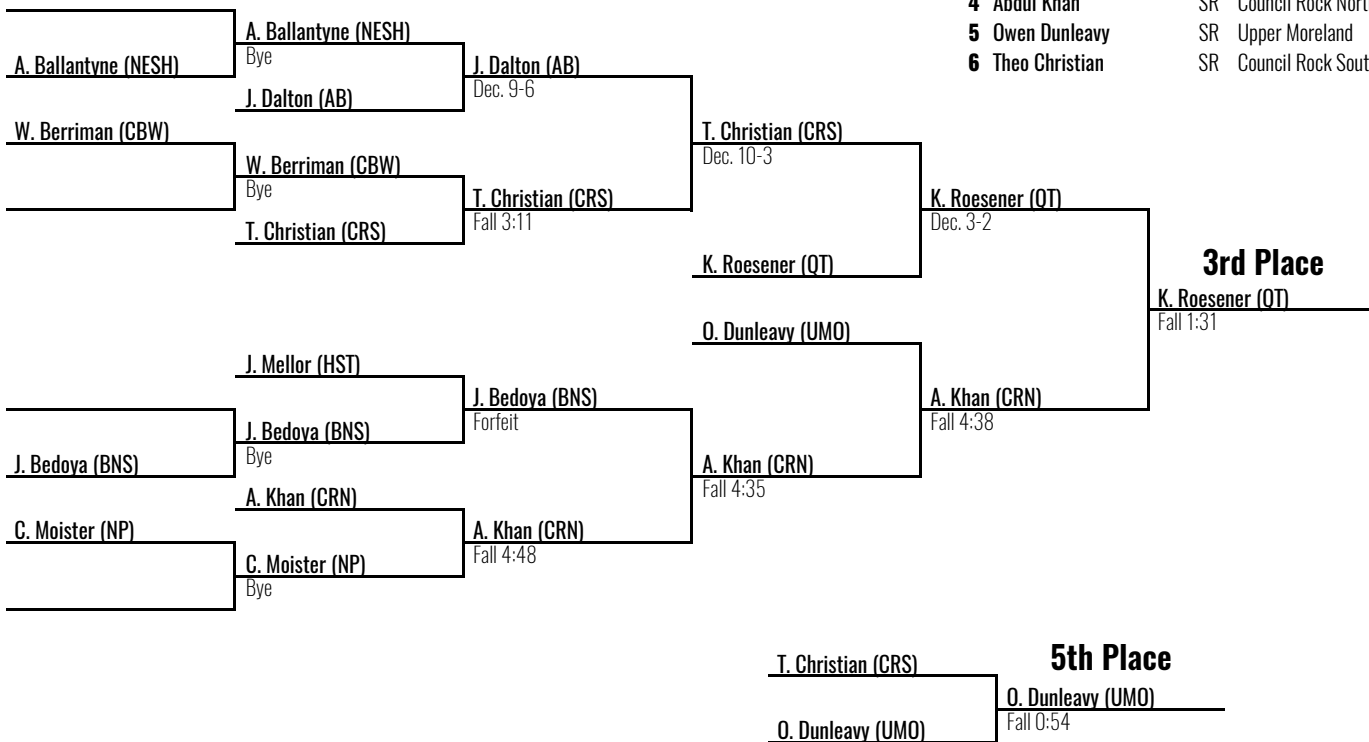 4 Abdul Khan SR Council Rock Nort
5 Owen Dunleavy SR Upper Moreland
6 Theo Christian SR Council Rock Sout
A. Ballantyne (NESH)
Bye
A. Ballantyne (NESH)
J. Dalton (AB)
Dec. 9-6
J. Dalton (AB)
W. Berriman (CBW)
T. Christian (CRS)
Dec. 10-3
W. Berriman (CBW)
Bye
T. Christian (CRS)
Fall 3:11
K. Roesener (QT)
Dec. 3-2
T. Christian (CRS)
K. Roesener (QT)
3rd Place
K. Roesener (QT)
Fall 1:31
O. Dunleavy (UMO)
J. Mellor (HST)
J. Bedoya (BNS)
Forfeit
A. Khan (CRN)
Fall 4:38
J. Bedoya (BNS)
Bye
J. Bedoya (BNS)
A. Khan (CRN)
Fall 4:35
A. Khan (CRN)
C. Moister (NP)
A. Khan (CRN)
Fall 4:48
C. Moister (NP)
Bye
T. Christian (CRS)
5th Place
O. Dunleavy (UMO)
Fall 0:54
O. Dunleavy (UMO)